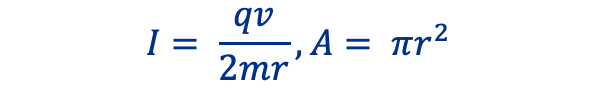 I = qv / 2mr, A = πr²